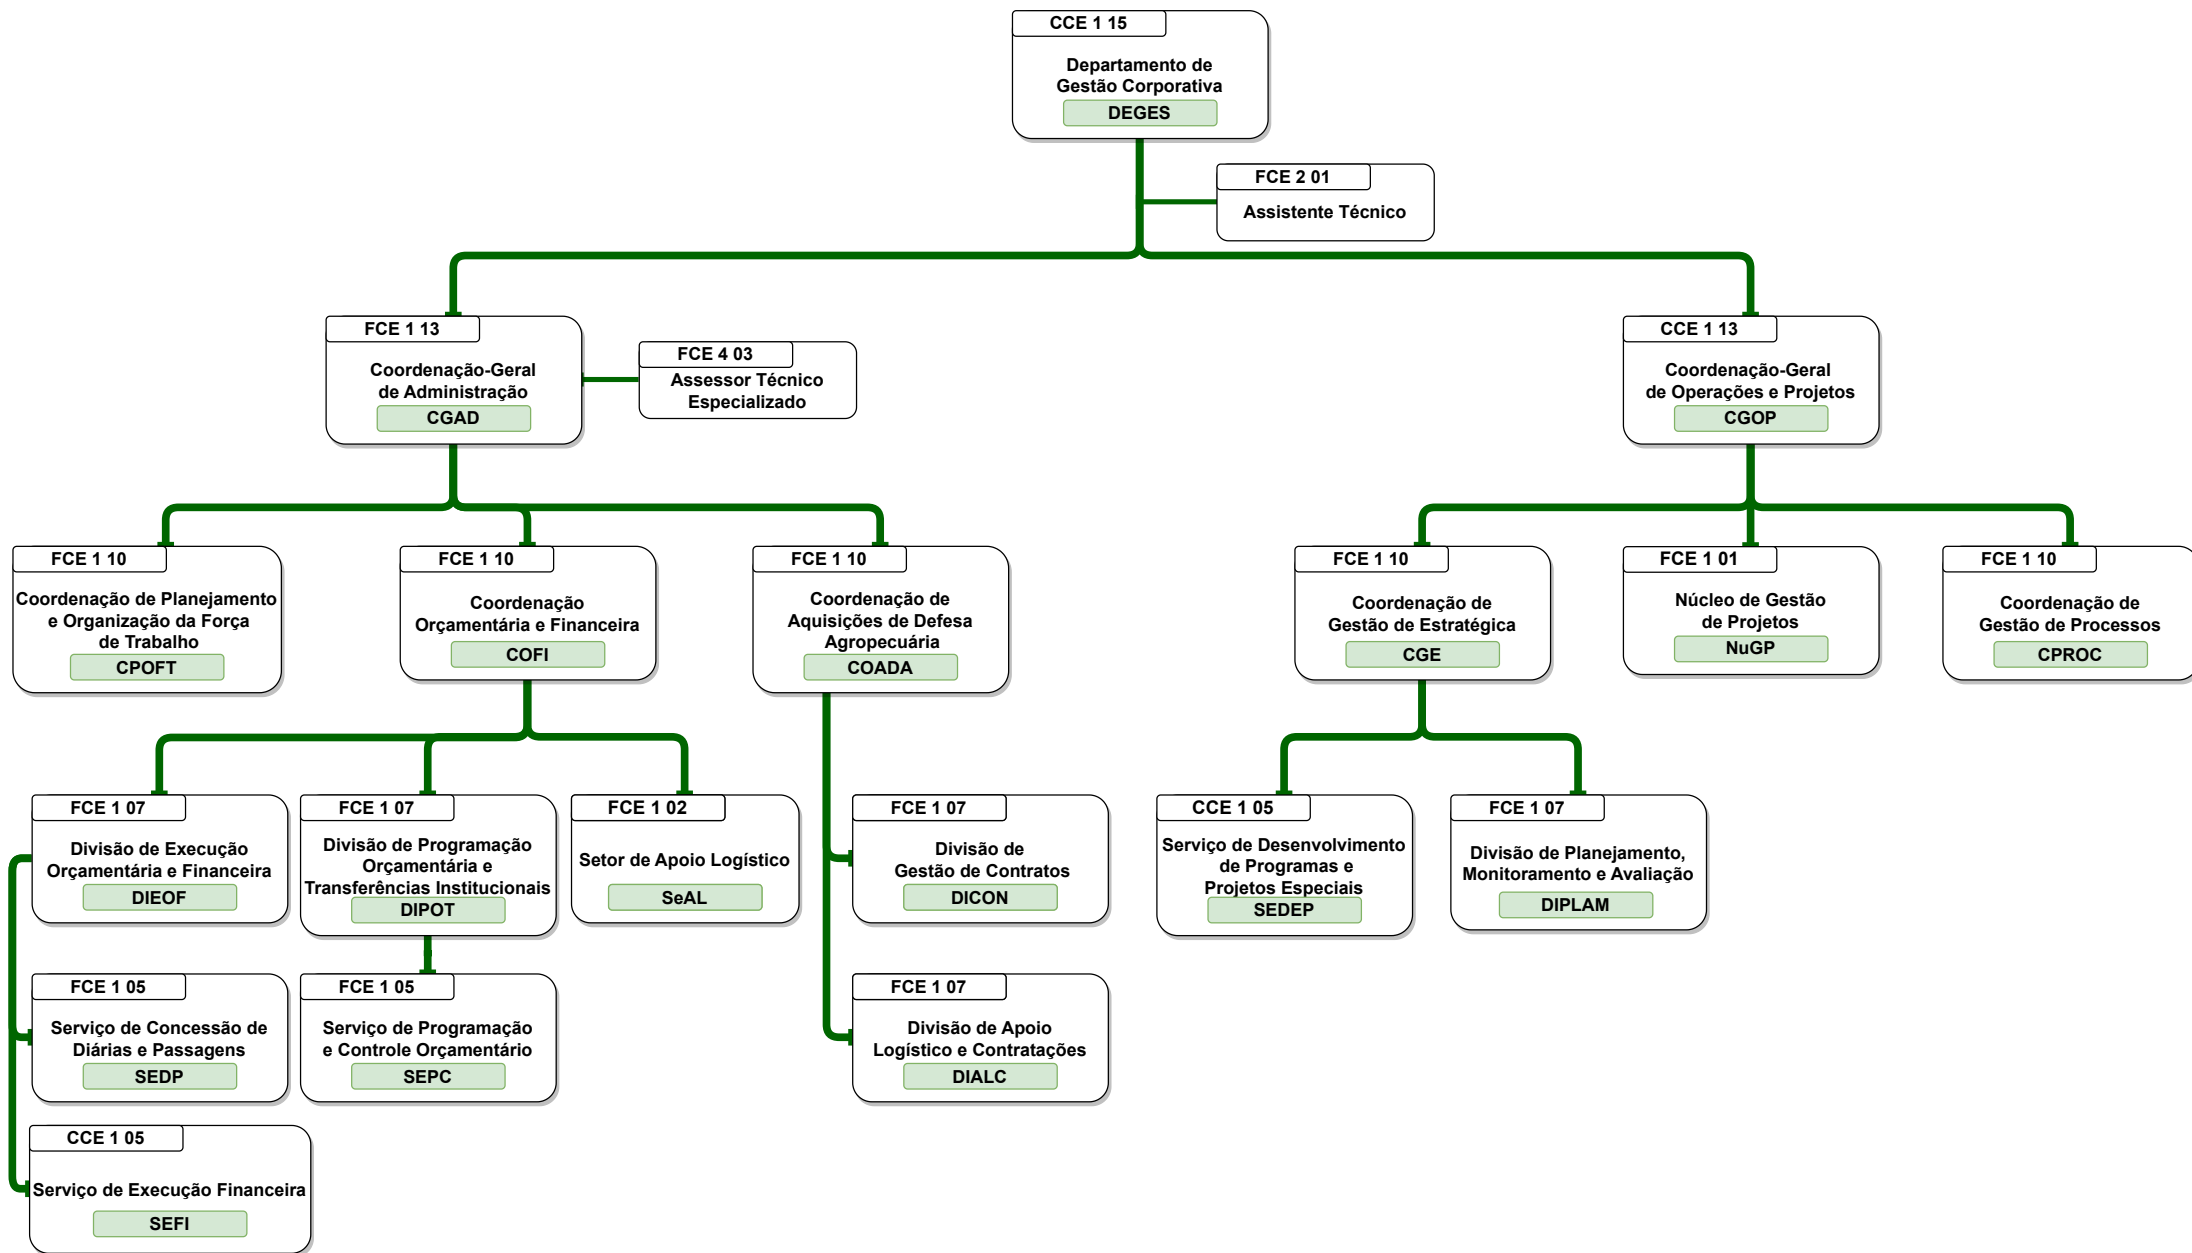 CCE 1 15
Departamento de
Gestão Corporativa
DEGES
FCE 2 01
Assistente Técnico
FCE 1 13
Coordenação-Geral
de Administração
CGAD
FCE 4 03
Assessor Técnico
Especializado
CCE 1 13
Coordenação-Geral
de Operações e Projetos
CGOP
FCE 1 10
Coordenação de Planejamento
e Organização da Força
de Trabalho
CPOFT
FCE 1 10
Coordenação
Orçamentária e Financeira
COFI
FCE 1 10
Coordenação de
Aquisições de Defesa
Agropecuária
COADA
FCE 1 10
Coordenação de
Gestão de Estratégica
CGE
FCE 1 01
Núcleo de Gestão
de Projetos
NuGP
FCE 1 10
Coordenação de
Gestão de Processos
CPROC
FCE 1 07
Divisão de Execução
Orçamentária e Financeira
DIEOF
FCE 1 07
Divisão de Programação
Orçamentária e
Transferências Institucionais
DIPOT
FCE 1 02
Setor de Apoio Logístico
SeAL
FCE 1 07
Divisão de
Gestão de Contratos
DICON
CCE 1 05
Serviço de Desenvolvimento
de Programas e
Projetos Especiais
SEDEP
FCE 1 07
Divisão de Planejamento,
Monitoramento e Avaliação
DIPLAM
FCE 1 05
Serviço de Concessão de
Diárias e Passagens
SEDP
FCE 1 05
Serviço de Programação
e Controle Orçamentário
SEPC
FCE 1 07
Divisão de Apoio
Logístico e Contratações
DIALC
CCE 1 05
Serviço de Execução Financeira
SEFI